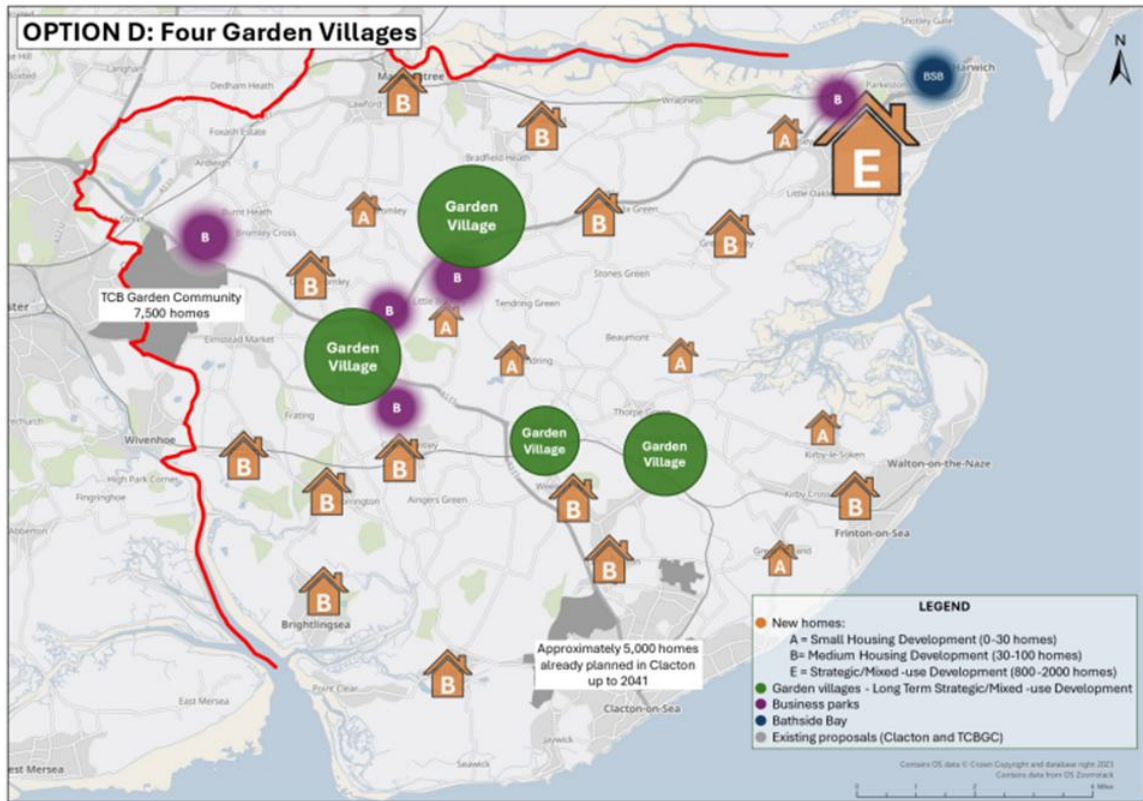 OPTION D: Four Garden Villages
N
Shotley Gate
Boxted
Langham
Dedham Heath
Lawford
Wrabness
Parkeston
BSB
Harwich
B
B
B
A
E
Foxash Estate
Ardleigh
Bradfield Heath
Little Oakley
Garden
Village
A
B
B
B
Burnt Heath
Bromley Cross
B
B
Stones Green
TCB Garden Community
7,500 homes
B
A
Tendring Green
Elmstead Market
Garden
Village
A
A
Beaumont
B
Frating
Wivenhoe
Garden
Village
Garden
Village
A
Kirby-le-Soken
Walton-on-the-Naze
B
B
B
High Park Corner
Fingringhoe
Aingers Green
B
B
Kirby Cross
Frinton-on-Sea
Abberton
B
A
B
Brightlingsea
Approximately 5,000 homes
already planned in Clacton
up to 2041
B
Point Clear
East Mersea
Clacton-on-Sea
Jaywick
Seawick
LEGEND
New homes:
A = Small Housing Development (0-30 homes)
B= Medium Housing Development (30-100 homes)
E = Strategic/Mixed -use Development (800 -2000 homes)
Garden villages - Long Term Strategic/Mixed -use Development
Business parks
Bathside Bay
Existing proposals (Clacton and TCBGC)
Contains OS data © Crown Copyright and database right 2023
Contains data from OS Zoomstack
Miles